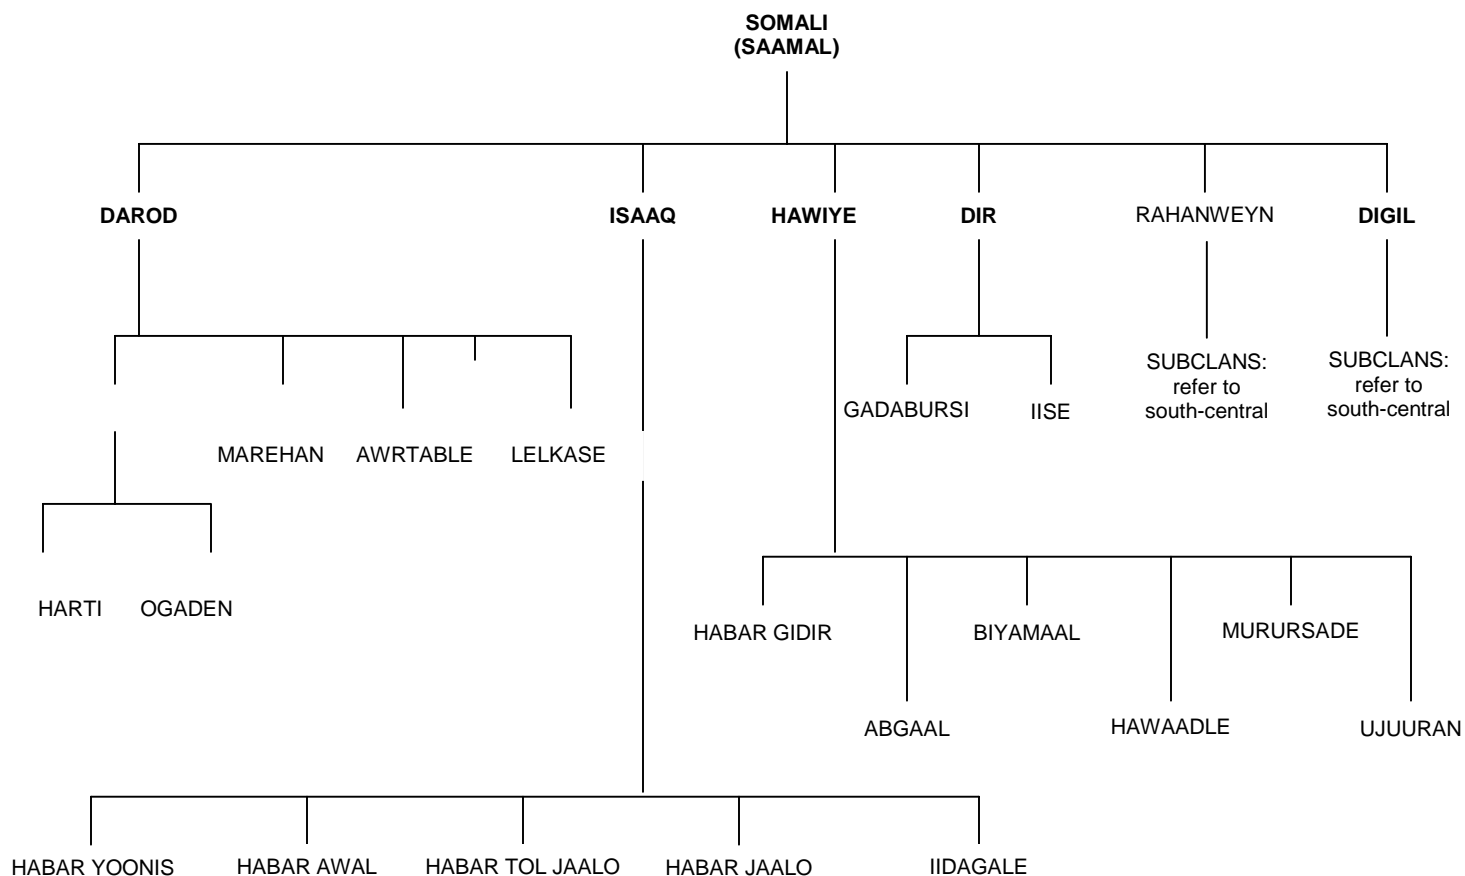 SOMALI
(SAAMAL)
DAROD
ISAAQ
HAWIYE
DIR
RAHANWEYN
DIGIL
SUBCLANS:
refer to
south-central
SUBCLANS:
refer to
south-central
GADABURSI
IISE
MAREHAN
AWRTABLE
LELKASE
HARTI
OGADEN
HABAR GIDIR
BIYAMAAL
MURURSADE
ABGAAL
HAWAADLE
UJUURAN
HABAR YOONIS
HABAR AWAL
HABAR TOL JAALO
HABAR JAALO
IIDAGALE